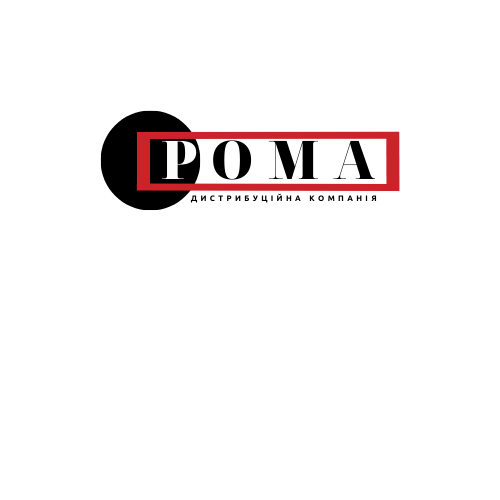 РОМА
ДИСТРИБУЦІЙНА КОМПАНІЯ